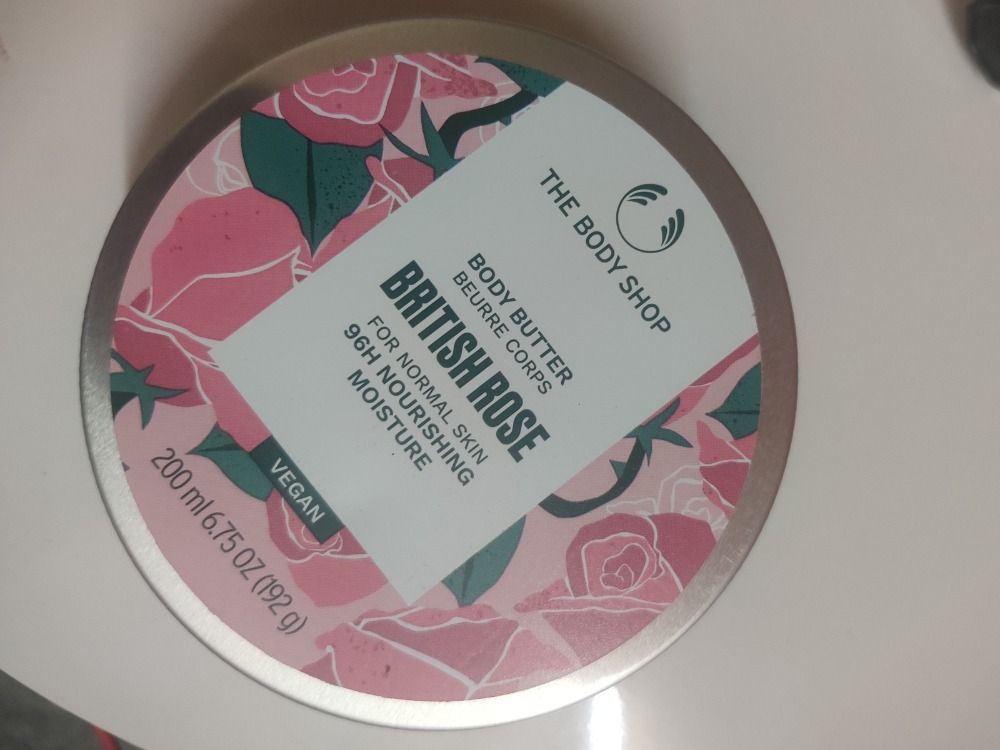 THE BODY SHOP
BODY BUTTER
BEURRE CORPS
BRITISH ROSE
FOR NORMAL SKIN
96H NOURISHING
MOISTURE
VEGAN
200 ml 6.75 OZ (192 g)